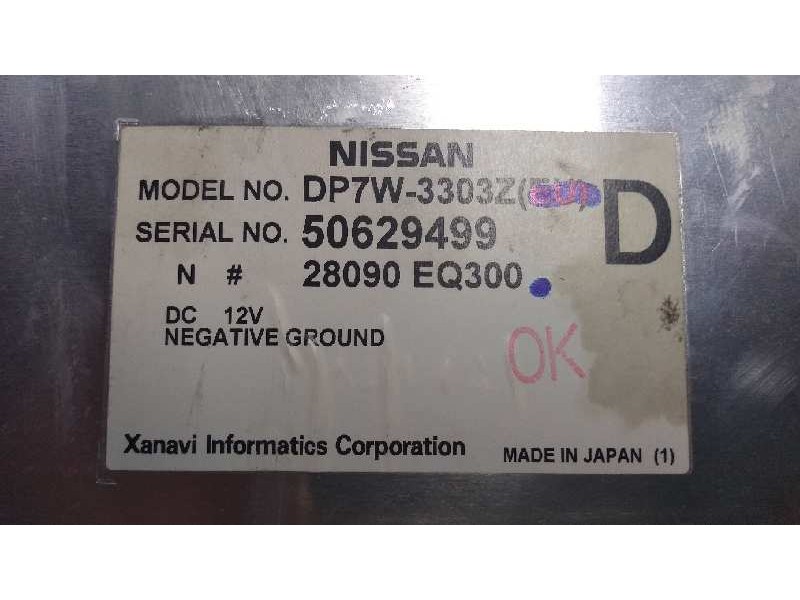 NISSAN
MODEL NO. DP7W-3303Z(
SERIAL NO. 50629499
D
N # 28090 EQ300
DC 12V
NEGATIVE GROUND
OK
Xanavi Informatics Corporation
MADE IN JAPAN (1)